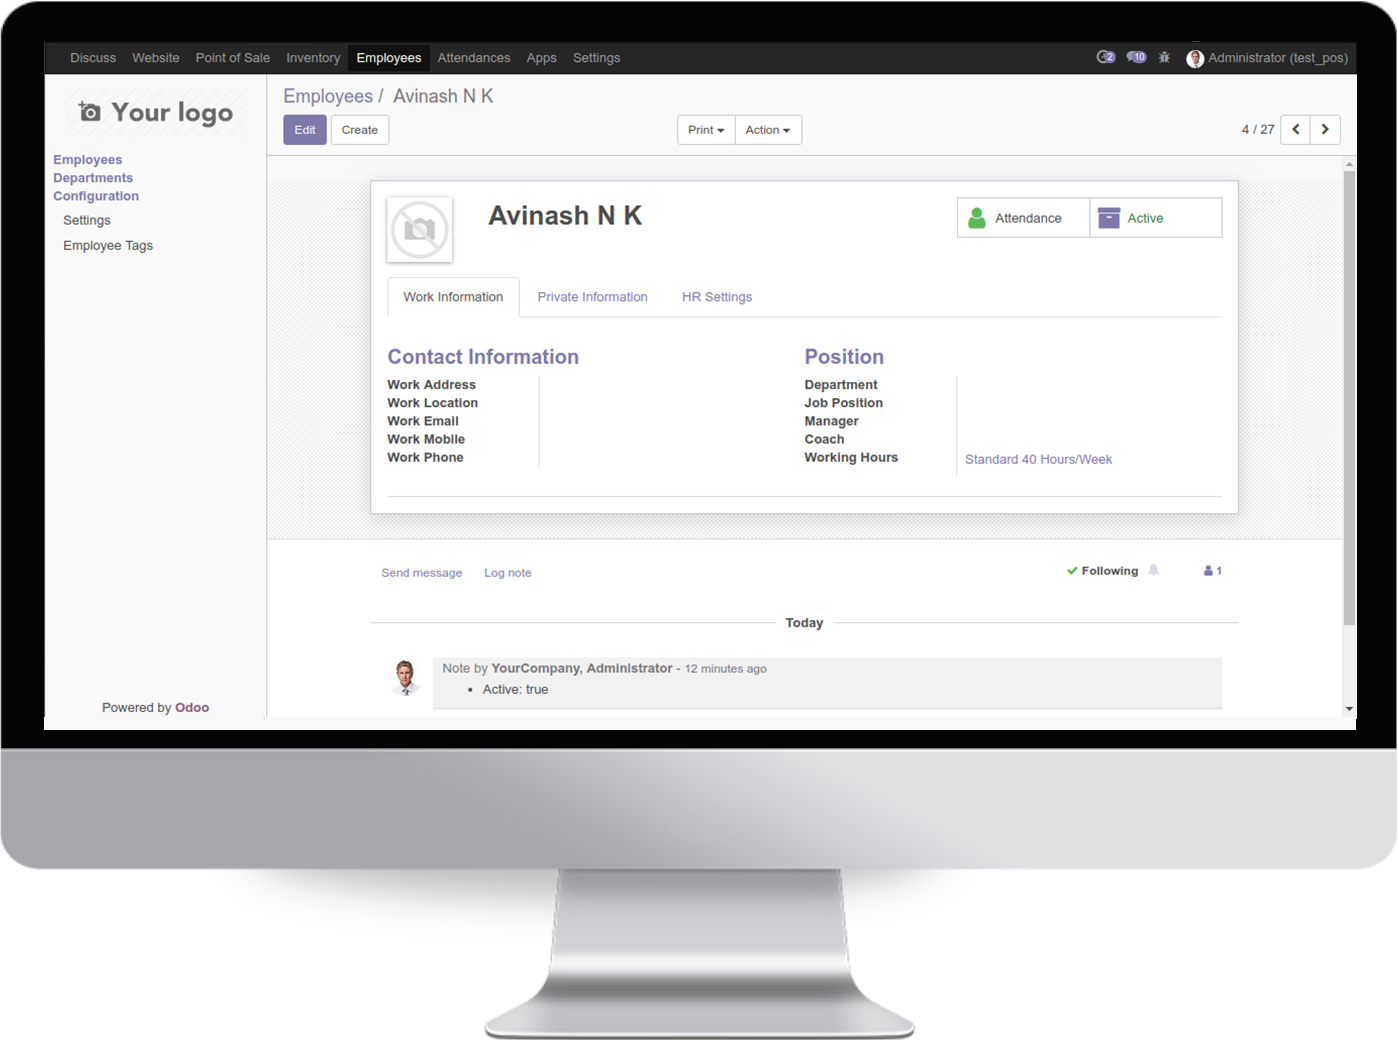 Discuss Website Point of Sale Inventory Employees Attendances Apps Settings 2 10 Administrator (test_pos)
Your logo
Employees
Departments
Configuration
Settings
Employee Tags
Powered by Odoo
Employees / Avinash N K
Edit Create Print Action 4 / 27
Avinash N K
Attendance Active
Work Information Private Information HR Settings
Contact Information
Work Address
Work Location
Work Email
Work Mobile
Work Phone
Position
Department
Job Position
Manager
Coach
Working Hours Standard 40 Hours/Week
Send message Log note Following 1
Today
Note by YourCompany, Administrator - 12 minutes ago
• Active: true